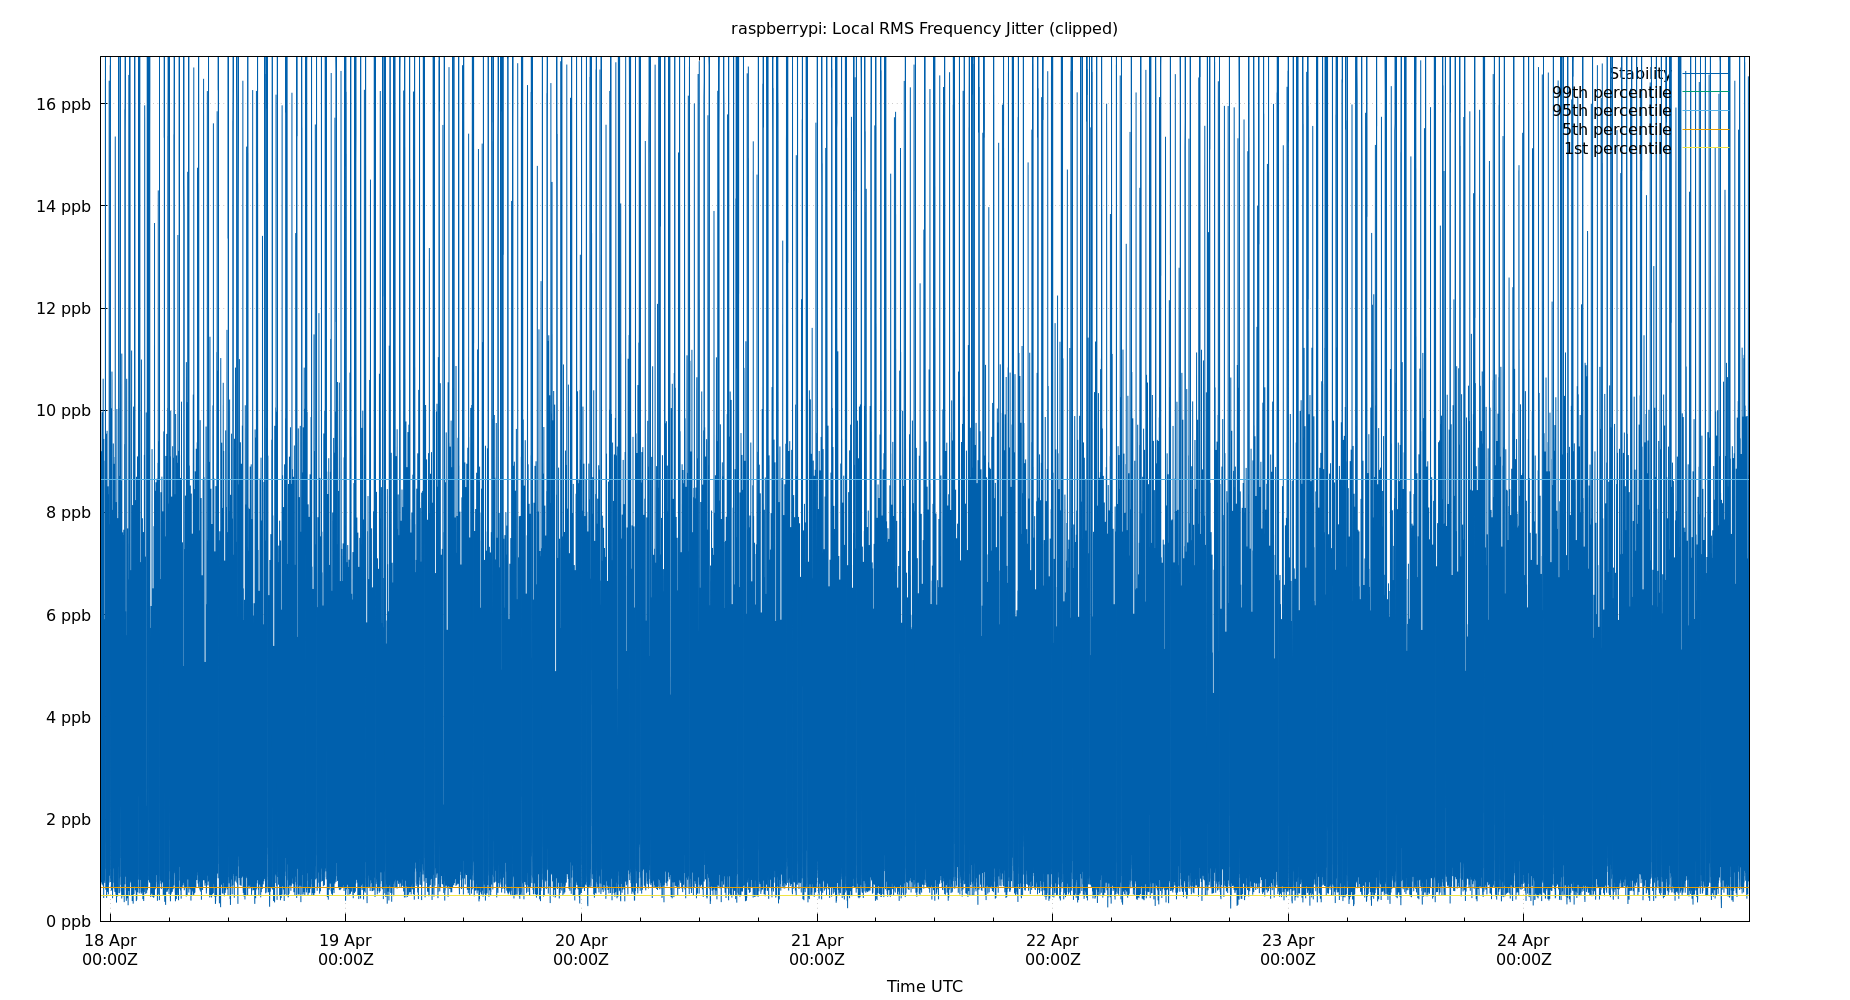 raspberrypi: Local RMS Frequency Jitter (clipped)
Stability
99th percentile
95th percentile
5th percentile
1st percentile
16 ppb
14 ppb
12 ppb
10 ppb
8 ppb
6 ppb
4 ppb
2 ppb
0 ppb
18 Apr 19 Apr 20 Apr 21 Apr 22 Apr 23 Apr 24 Apr
00:00Z 00:00Z 00:00Z 00:00Z 00:00Z 00:00Z 00:00Z
Time UTC